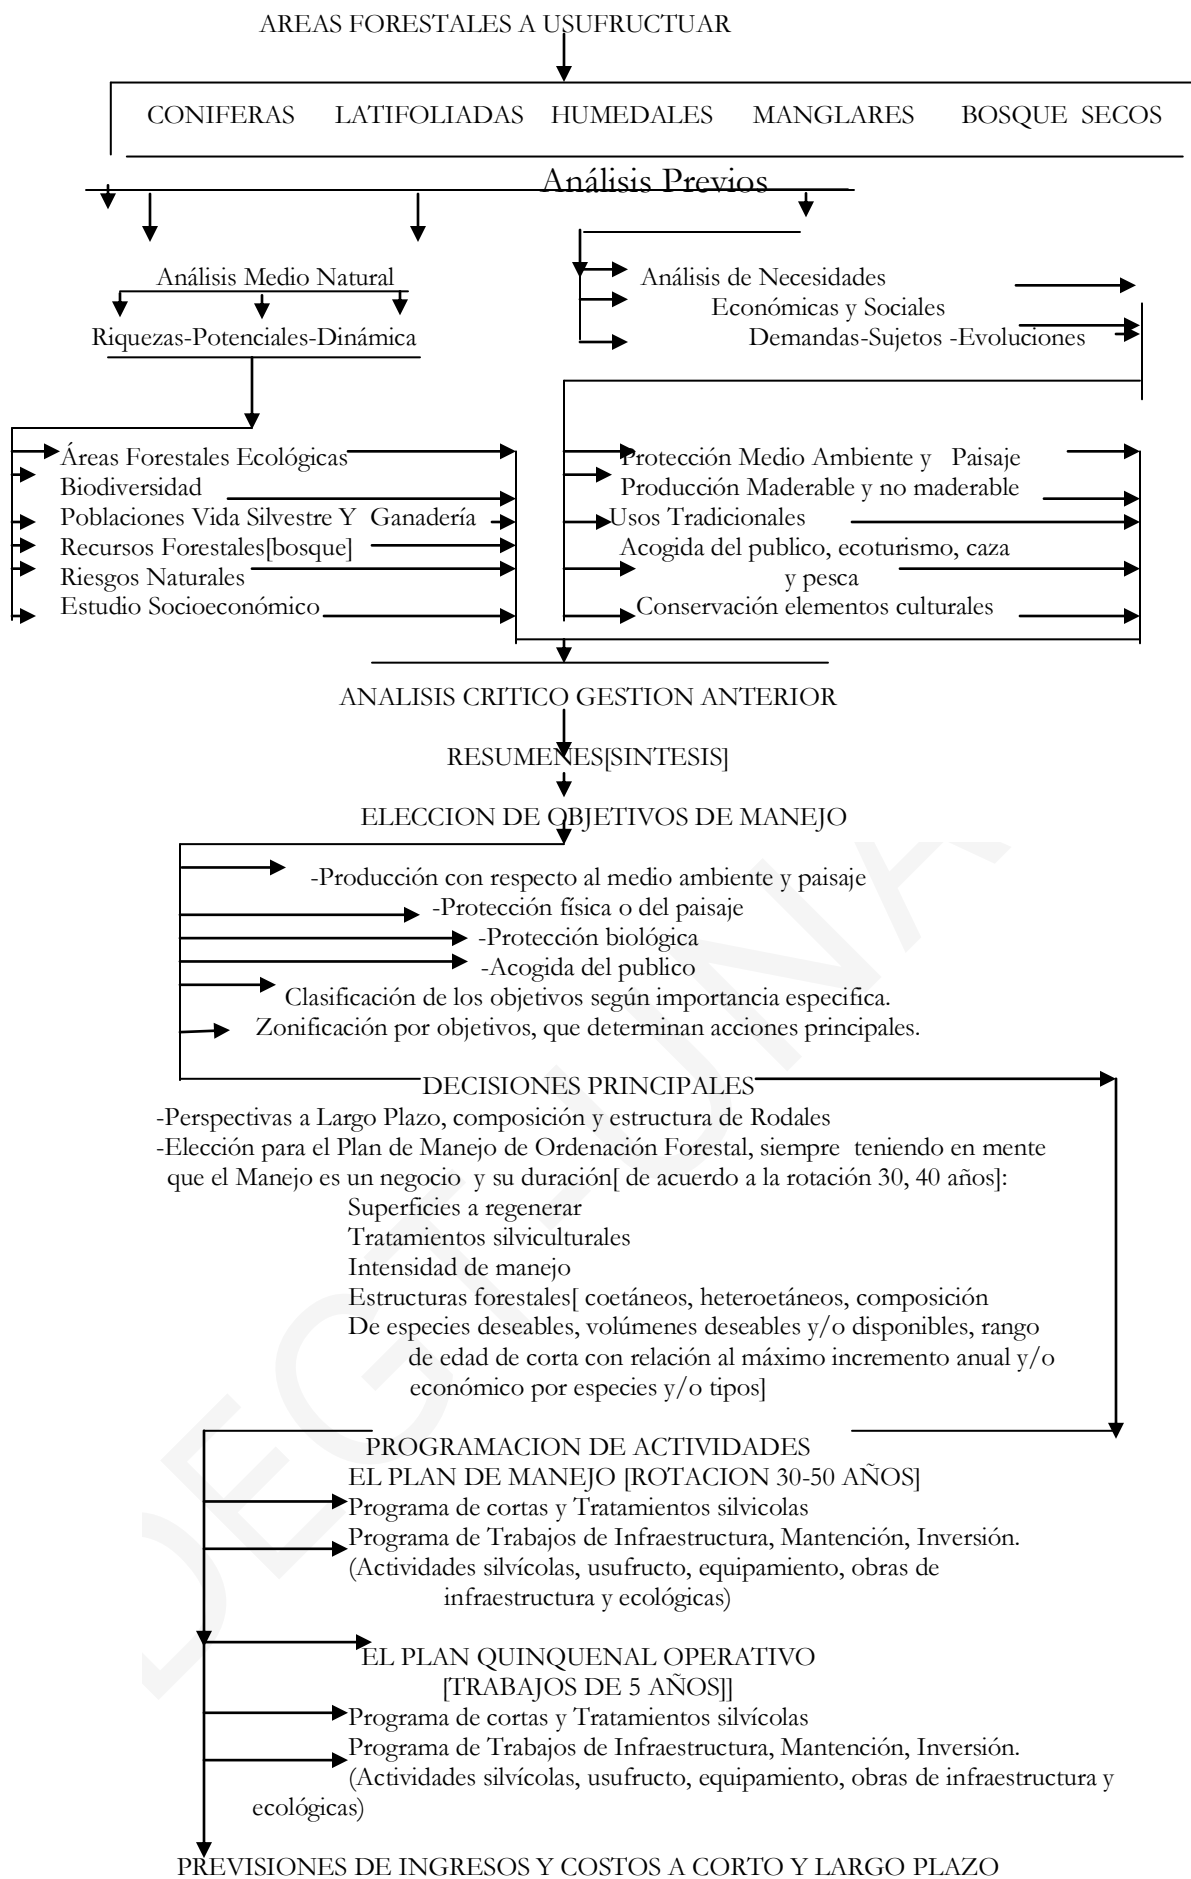 AREAS FORESTALES A USUFRUCTUAR
CONIFERAS LATIFOLIADAS HUMEDALES MANGLARES BOSQUE SECOS
Análisis Previos
Análisis Medio Natural
Riquezas-Potenciales-Dinámica
Análisis de Necesidades
Económicas y Sociales
Demandas-Sujetos -Evoluciones
Áreas Forestales Ecológicas
Biodiversidad
Poblaciones Vida Silvestre Y Ganadería
Recursos Forestales[bosque]
Riesgos Naturales
Estudio Socioeconómico
Protección Medio Ambiente y Paisaje
Producción Maderable y no maderable
Usos Tradicionales
Acogida del publico, ecoturismo, caza
y pesca
Conservación elementos culturales
ANALISIS CRITICO GESTION ANTERIOR
RESUMENES[SINTESIS]
ELECCION DE OBJETIVOS DE MANEJO
-Producción con respecto al medio ambiente y paisaje
-Protección física o del paisaje
-Protección biológica
-Acogida del publico
Clasificación de los objetivos según importancia especifica.
Zonificación por objetivos, que determinan acciones principales.
DECISIONES PRINCIPALES
-Perspectivas a Largo Plazo, composición y estructura de Rodales
-Elección para el Plan de Manejo de Ordenación Forestal, siempre teniendo en mente
que el Manejo es un negocio y su duración[ de acuerdo a la rotación 30, 40 años]:
Superficies a regenerar
Tratamientos silviculturales
Intensidad de manejo
Estructuras forestales[ coetáneos, heteroetáneos, composición
De especies deseables, volúmenes deseables y/o disponibles, rango
de edad de corta con relación al máximo incremento anual y/o
económico por especies y/o tipos]
PROGRAMACION DE ACTIVIDADES
EL PLAN DE MANEJO [ROTACION 30-50 AÑOS]
Programa de cortas y Tratamientos silvicolas
Programa de Trabajos de Infraestructura, Mantención, Inversión.
(Actividades silvícolas, usufructo, equipamiento, obras de
infraestructura y ecológicas)
EL PLAN QUINQUENAL OPERATIVO
[TRABAJOS DE 5 AÑOS]]
Programa de cortas y Tratamientos silvícolas
Programa de Trabajos de Infraestructura, Mantención, Inversión.
(Actividades silvícolas, usufructo, equipamiento, obras de infraestructura y
ecológicas)
PREVISIONES DE INGRESOS Y COSTOS A CORTO Y LARGO PLAZO